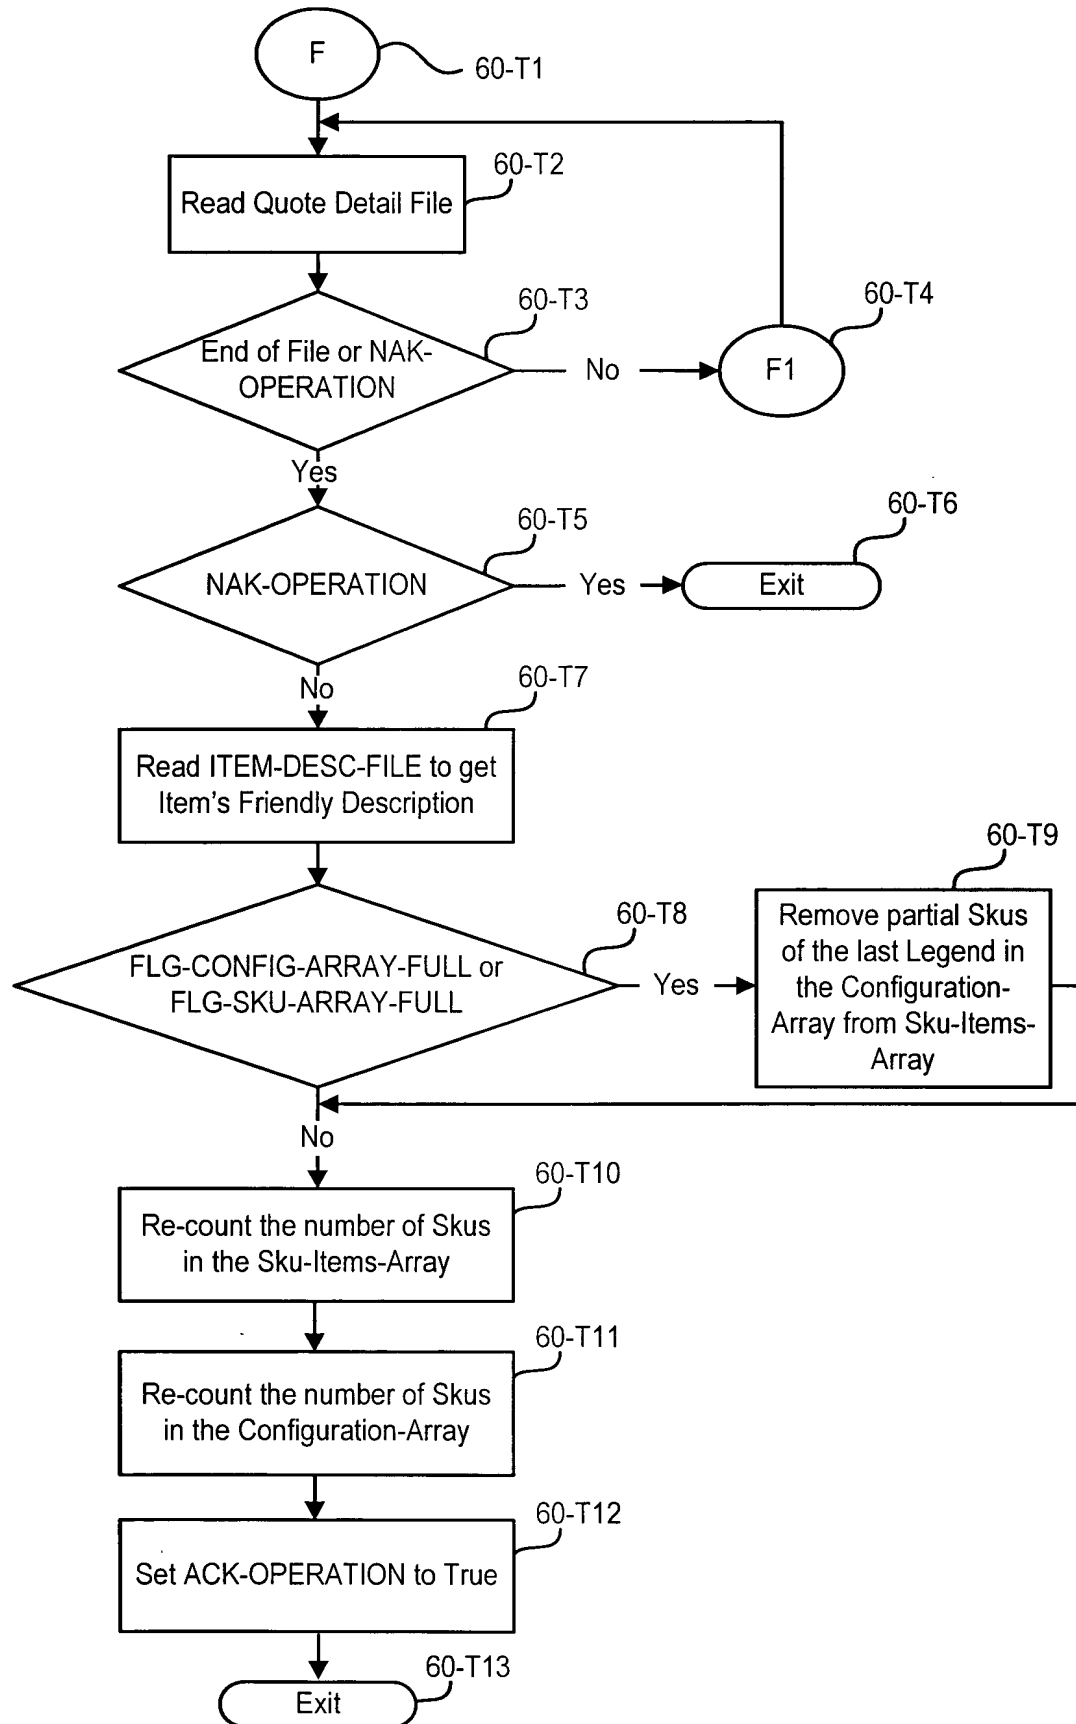 F
60-T1
60-T2
Read Quote Detail File
60-T3
60-T4
End of File or NAK-
OPERATION
No
F1
Yes
60-T5
60-T6
NAK-OPERATION
Yes
Exit
No
60-T7
Read ITEM-DESC-FILE to get
Item's Friendly Description
60-T9
60-T8
FLG-CONFIG-ARRAY-FULL or
FLG-SKU-ARRAY-FULL
Yes
Remove partial Skus
of the last Legend in
the Configuration-
Array from Sku-Items-
Array
No
60-T10
Re-count the number of Skus
in the Sku-Items-Array
60-T11
Re-count the number of Skus
in the Configuration-Array
60-T12
Set ACK-OPERATION to True
60-T13
Exit